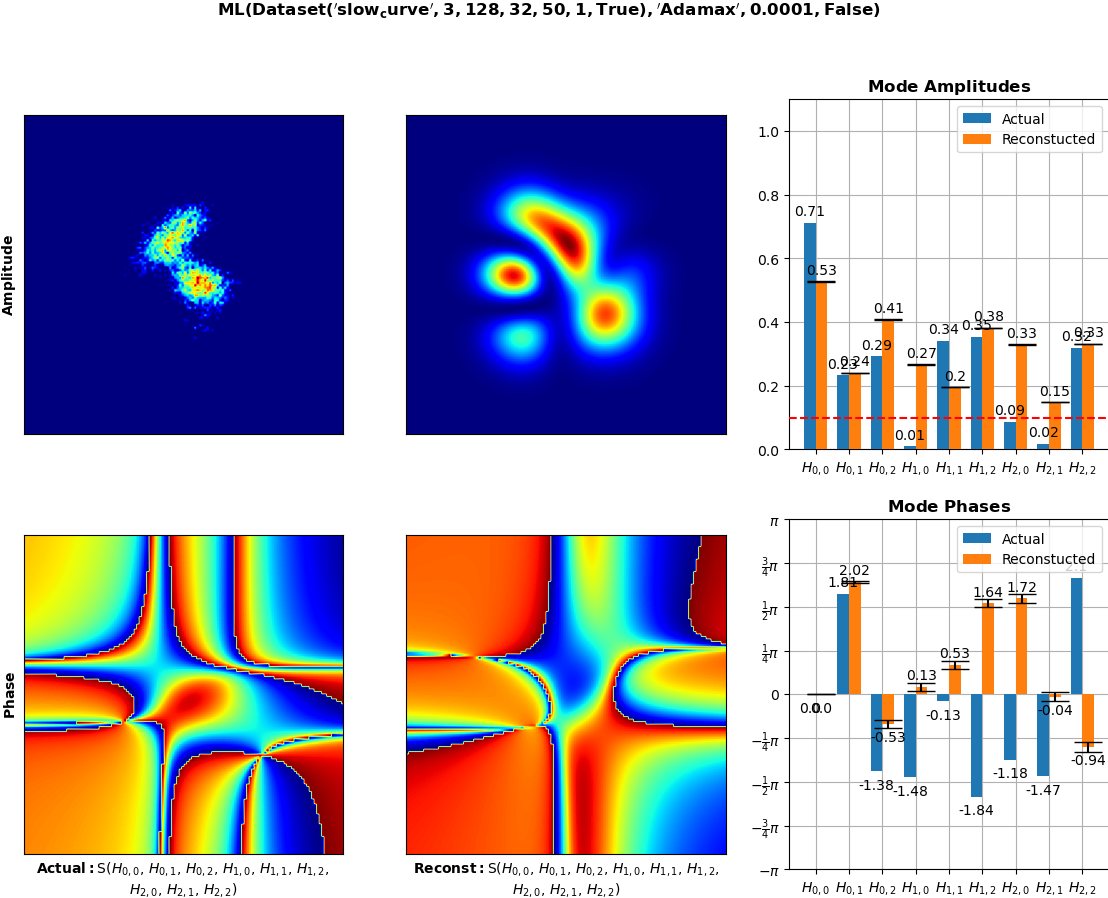 ML(Dataset('slow_curve', 3, 128, 32, 50, 1, True), 'Adamax', 0.0001, False)
Amplitude
Mode Amplitudes
Actual
Reconstucted
1.0
0.8
0.6
0.4
0.2
0.0
0.71
0.53
0.23
0.24
0.29
0.41
0.01
0.27
0.34
0.2
0.35
0.38
0.09
0.33
0.02
0.15
0.32
0.33
H0,0 H0,1 H0,2 H1,0 H1,1 H1,2 H2,0 H2,1 H2,2
Phase
Actual: S(H0,0, H0,1, H0,2, H1,0, H1,1, H1,2,
H2,0, H2,1, H2,2)
Reconst: S(H0,0, H0,1, H0,2, H1,0, H1,1, H1,2,
H2,0, H2,1, H2,2)
Mode Phases
Actual
Reconstucted
π
3/4π
1/2π
1/4π
0
−1/4π
−1/2π
−3/4π
−π
0.0
0.0
1.81
2.02
-1.38
-0.53
-1.48
0.13
-0.13
0.53
-1.84
1.64
-1.18
1.72
-1.47
-0.04
2.1
-0.94
H0,0 H0,1 H0,2 H1,0 H1,1 H1,2 H2,0 H2,1 H2,2